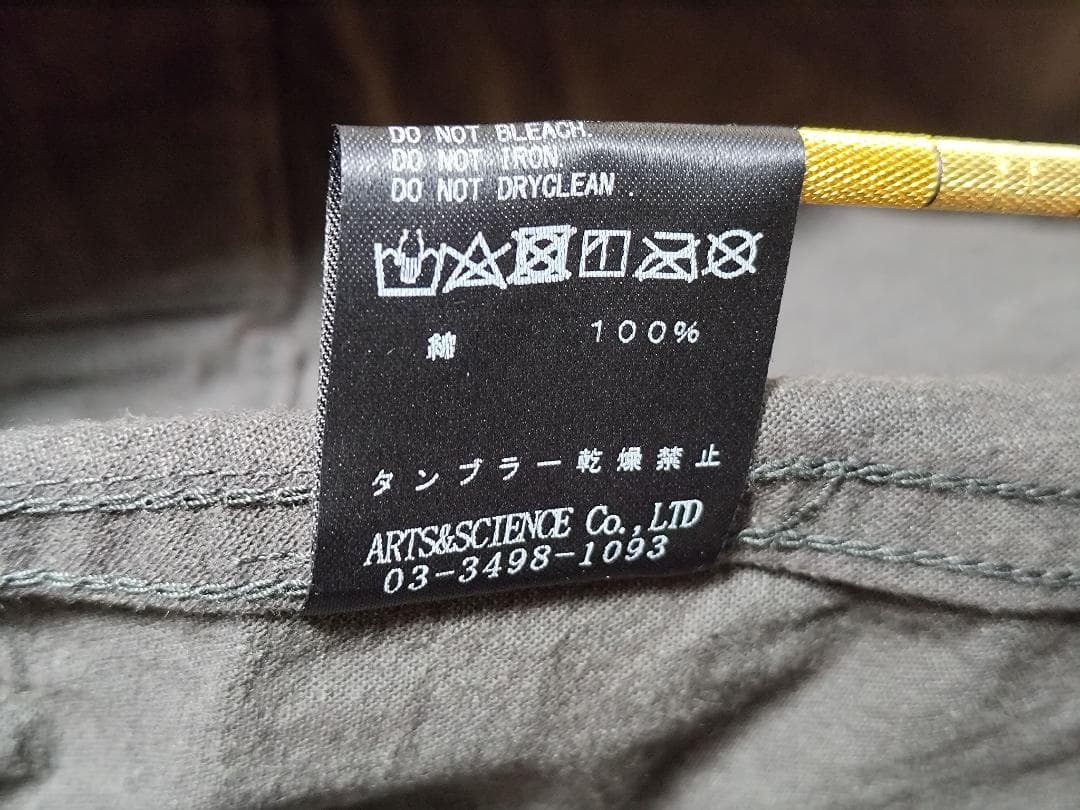 DO NOT BLEACH.
DO NOT IRON.
DO NOT DRYCLEAN .
綿 100%
タンブラー乾燥禁止
ARTS&SCIENCE Co.,LTD
03-3498-1093